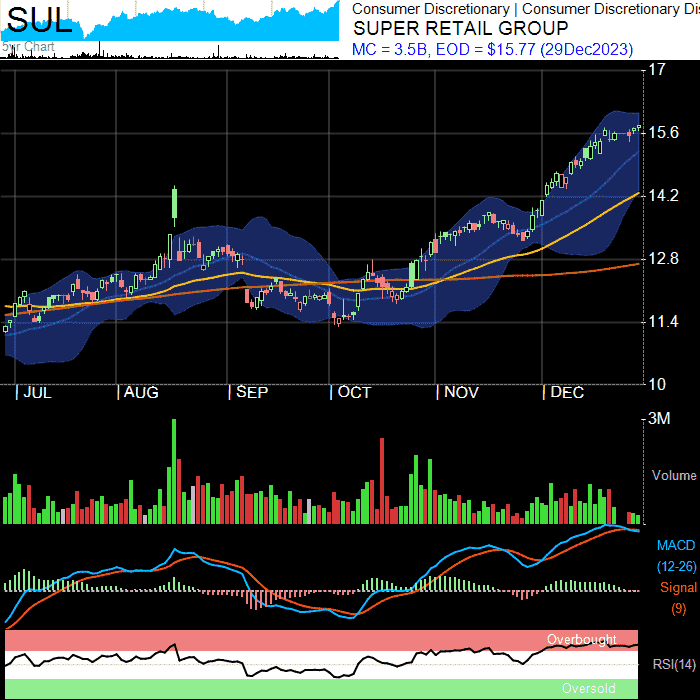 SUL
5yr Chart
Consumer Discretionary | Consumer Discretionary Dis
SUPER RETAIL GROUP
MC = 3.5B, EOD = $15.77 (29Dec2023)
17
15.6
14.2
12.8
11.4
10
JUL AUG SEP OCT NOV DEC
3M
Volume
MACD
(12-26)
Signal
(9)
Overbought
RSI(14)
Oversold